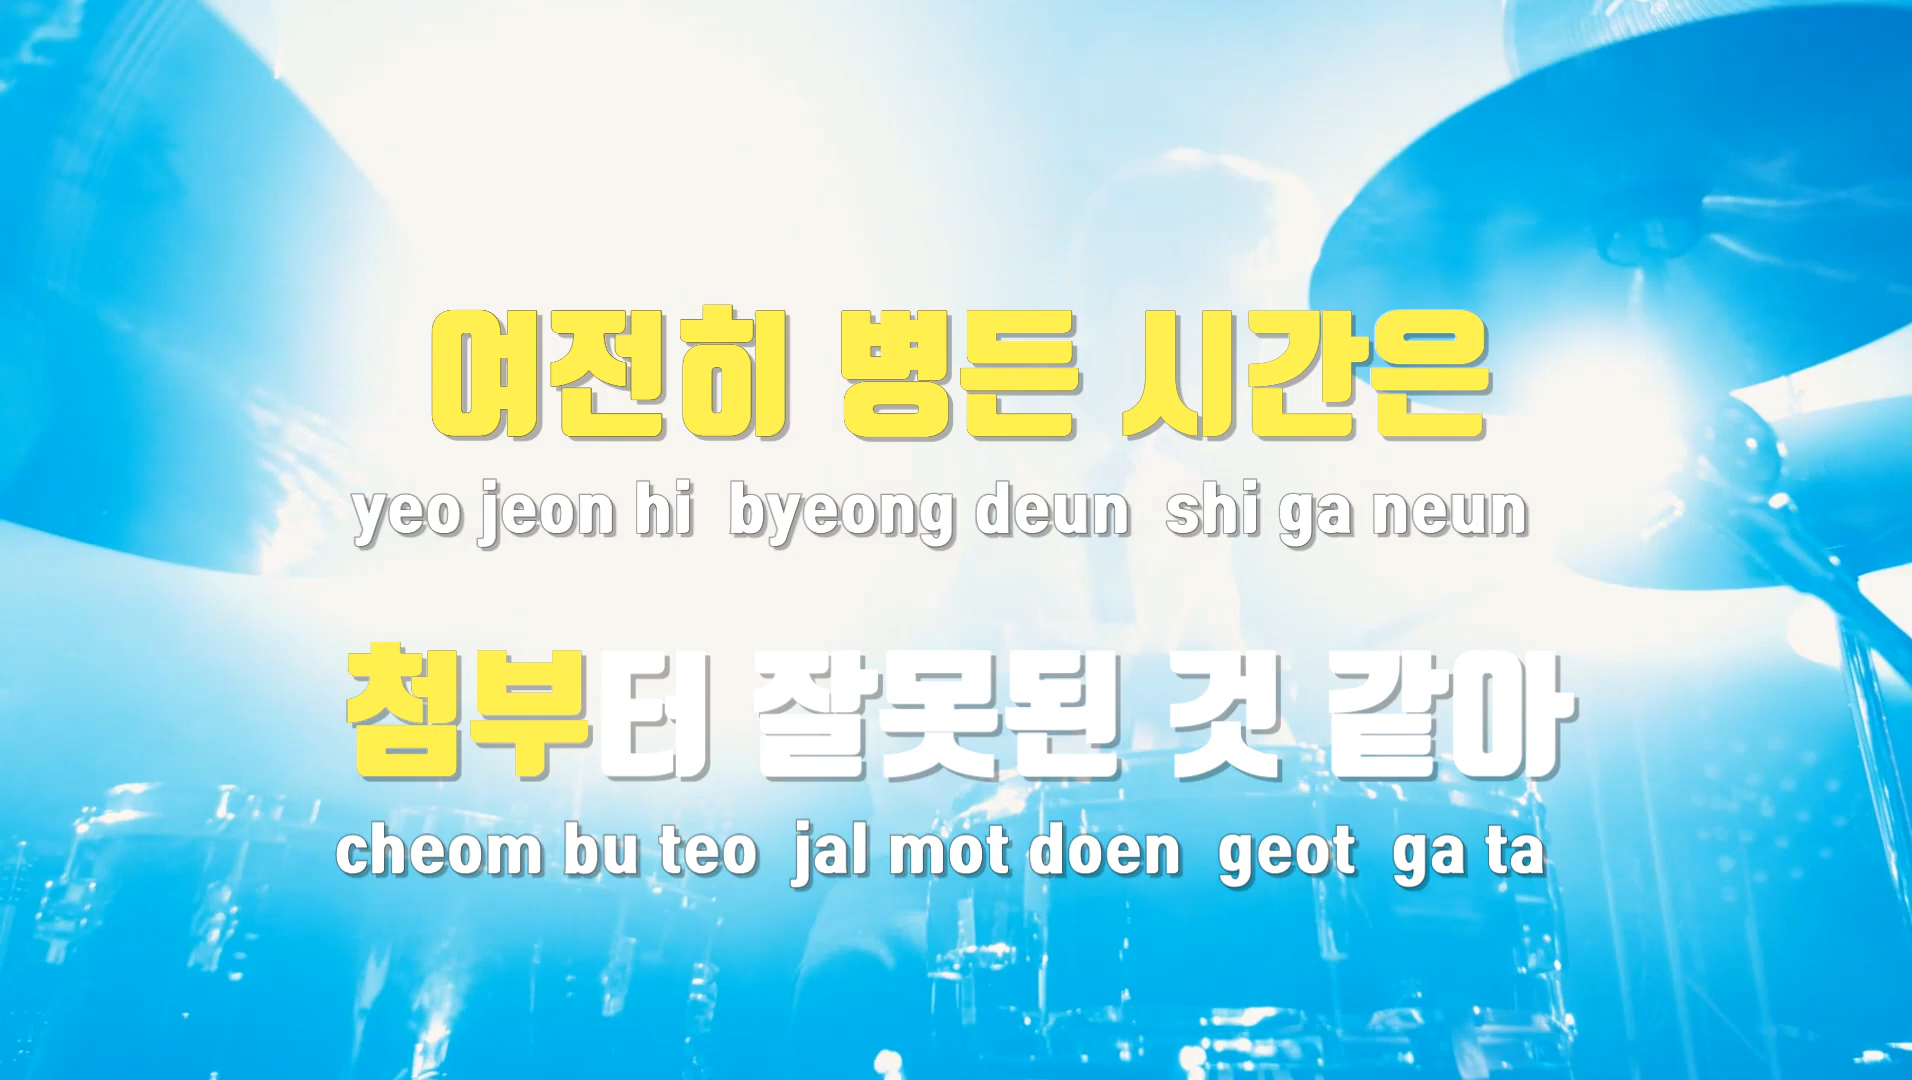 여전히 병든 시간은
yeo jeon hi byeong deun shi ga neun
첨부터 잘못된 것 같아
cheom bu teo jal mot doen geot ga ta